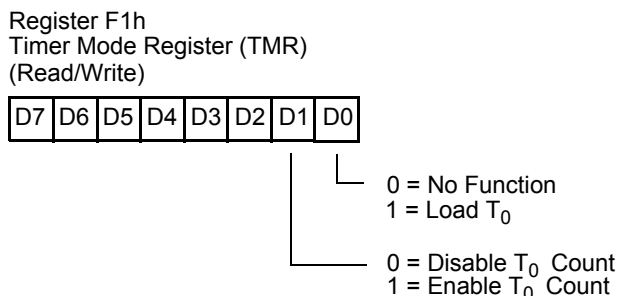 Register F1h
Timer Mode Register (TMR)
(Read/Write)
D7 D6 D5 D4 D3 D2 D1 D0
0 = No Function
1 = Load T0
0 = Disable T0 Count
1 = Enable T0 Count